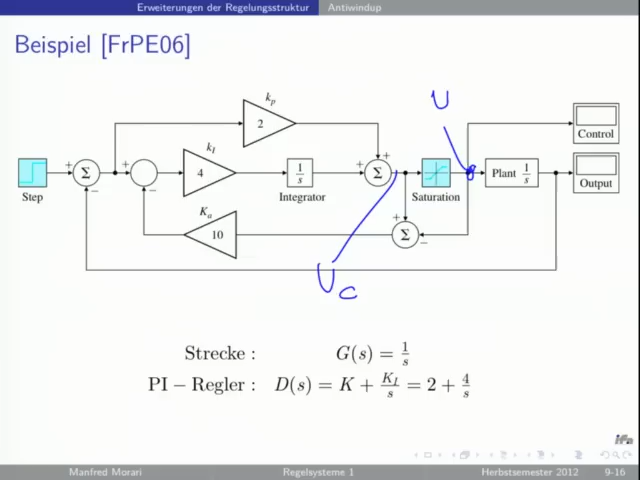 Erweiterungen der Regelungsstruktur Antiwindup
Beispiel [FrPE06]
k_p
2
U
Control
k_I
+ Σ + 4 1/s + + Σ Plant 1/s
− −
Step Integrator Saturation Output
K_a
10 + Σ −
U_C
Strecke : G(s) = 1/s
PI − Regler : D(s) = K + K_I/s = 2 + 4/s
ifa
Manfred Morari Regelsysteme 1 Herbstsemester 2012 9-16